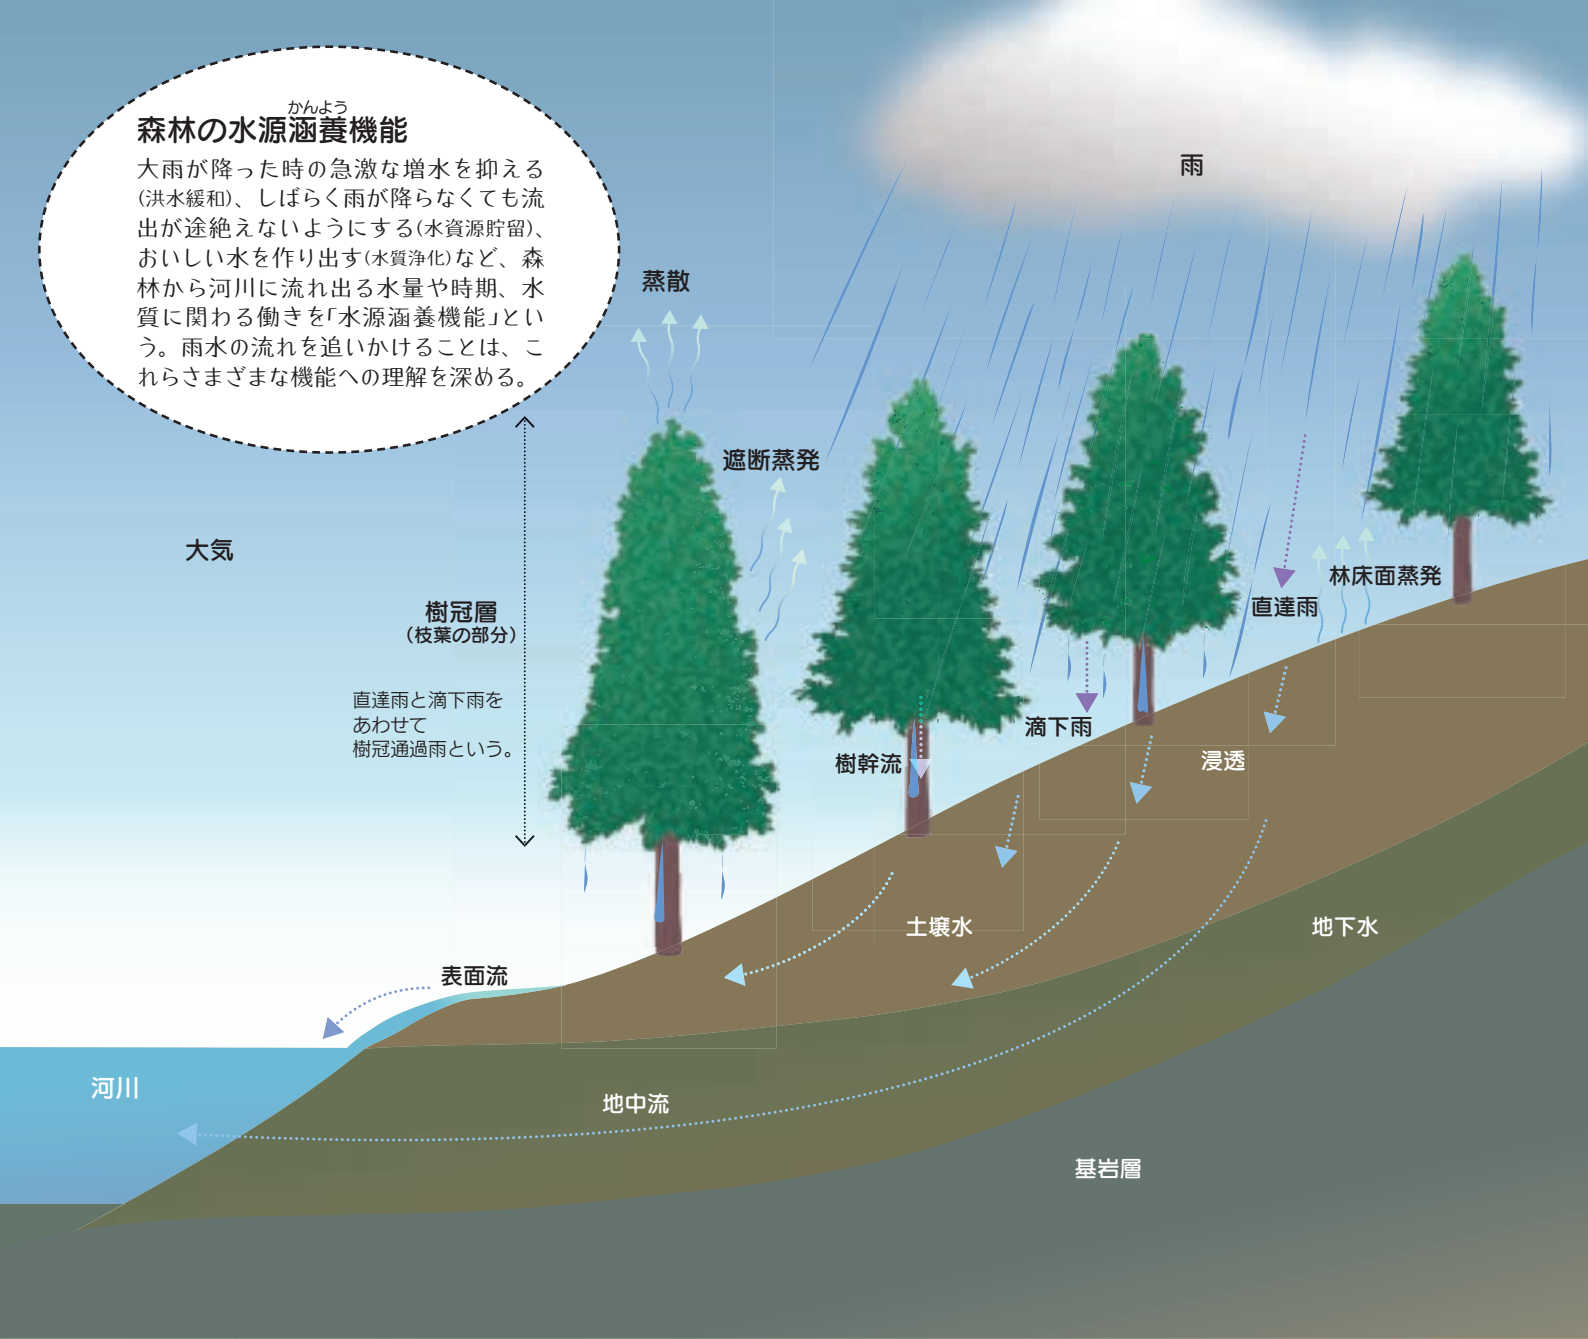 かんよう
森林の水源涵養機能
大雨が降った時の急激な増水を抑える
(洪水緩和)、しばらく雨が降らなくても流
出が途絶えないようにする(水資源貯留)、
おいしい水を作り出す(水質浄化)など、森
林から河川に流れ出る水量や時期、水
質に関わる働きを「水源涵養機能」とい
う。雨水の流れを追いかけることは、こ
れらさまざまな機能への理解を深める。
雨
蒸散
遮断蒸発
大気
樹冠層
(枝葉の部分)
直達雨と滴下雨を
あわせて
樹冠通過雨という。
林床面蒸発
直達雨
滴下雨
樹幹流
浸透
土壌水
地下水
表面流
河川
地中流
基岩層